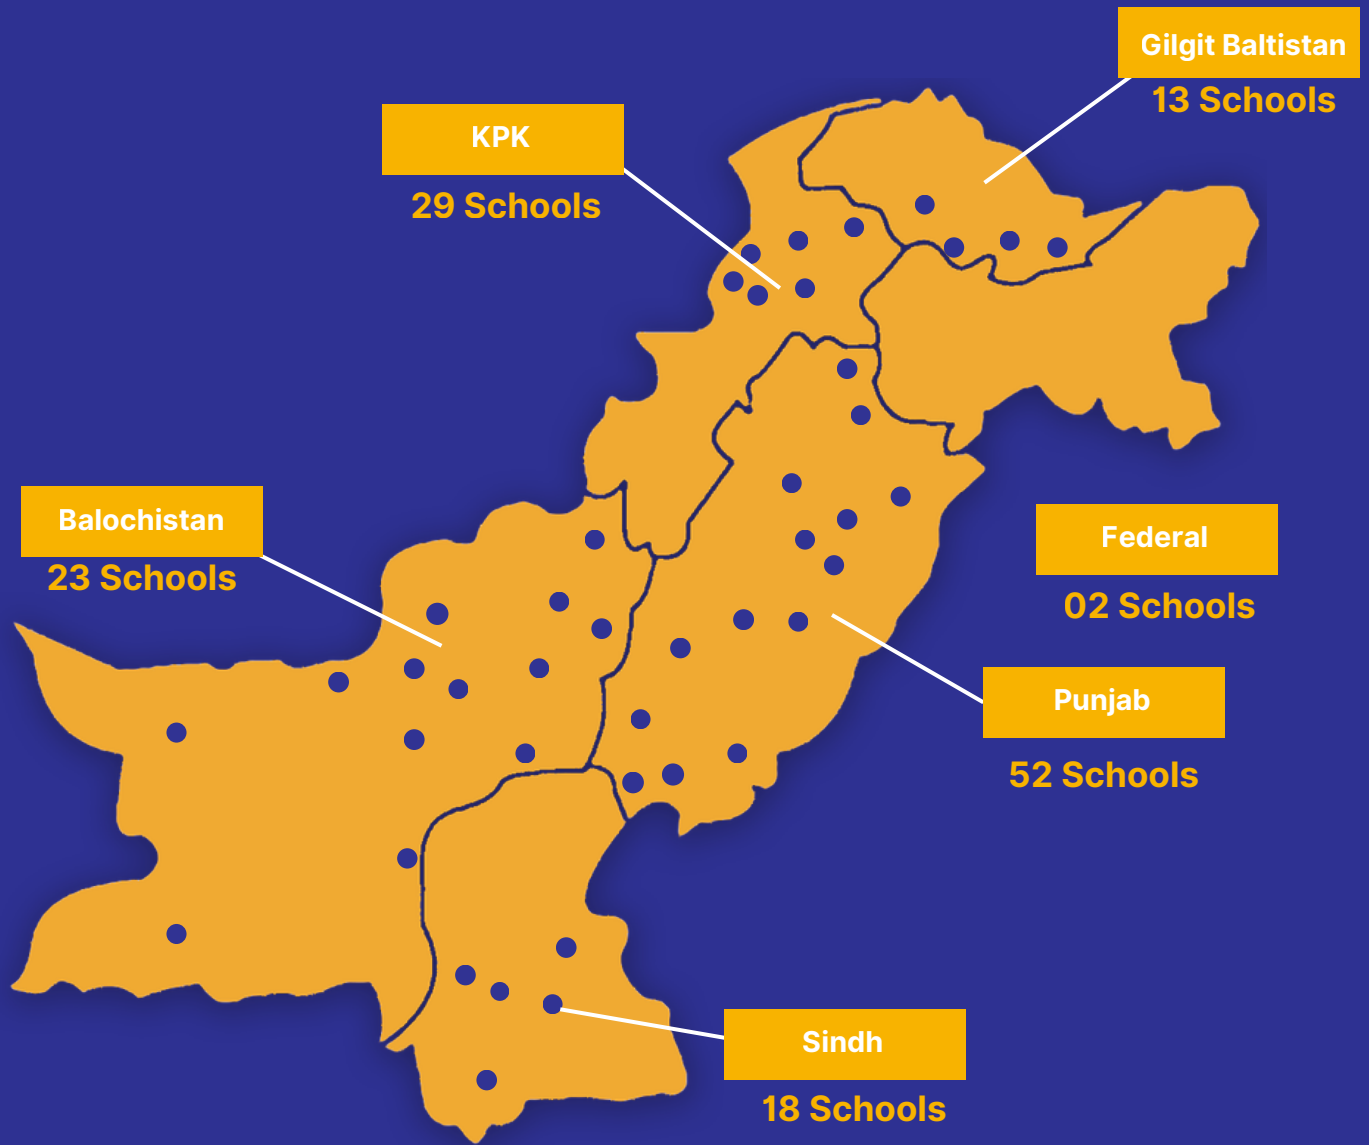 Gilgit Baltistan
13 Schools
KPK
29 Schools
Balochistan
23 Schools
Federal
02 Schools
Punjab
52 Schools
Sindh
18 Schools